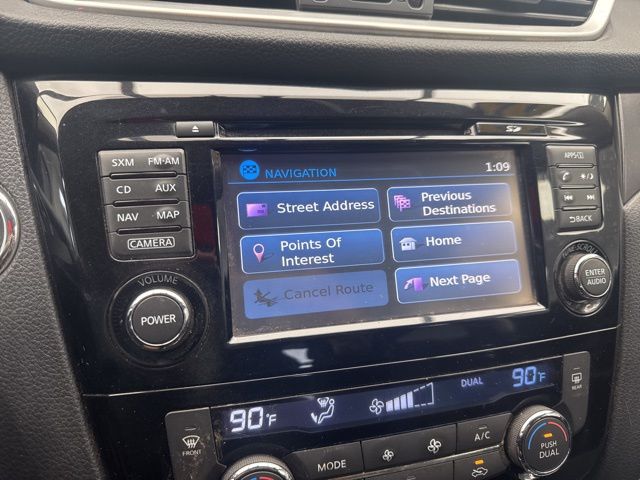 SD
SXM FM·AM
CD AUX
NAV MAP
CAMERA
VOLUME
POWER
NAVIGATION 1:09
Street Address
Previous
Destinations
Points Of
Interest
Home
Cancel Route
Next Page
APPS
BACK
ENTER
AUDIO
90°F
DUAL 90°F
FRONT
REAR
MODE
A/C
PUSH
DUAL